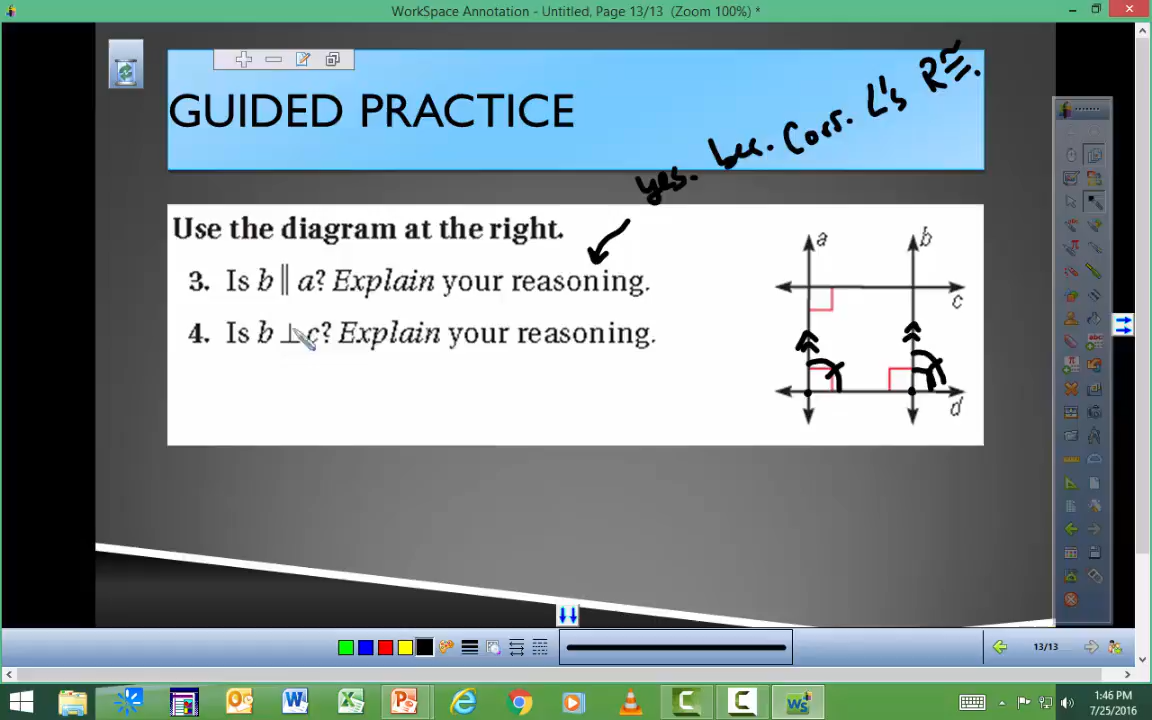 WorkSpace Annotation - Untitled, Page 13/13 (Zoom 100%) *
GUIDED PRACTICE
yes. bec. Corr. L's R ≅.
Use the diagram at the right.
3. Is b ∥ a? Explain your reasoning.
4. Is b ⊥ c? Explain your reasoning.
a
b
c
d
13/13
1:46 PM
7/25/2016